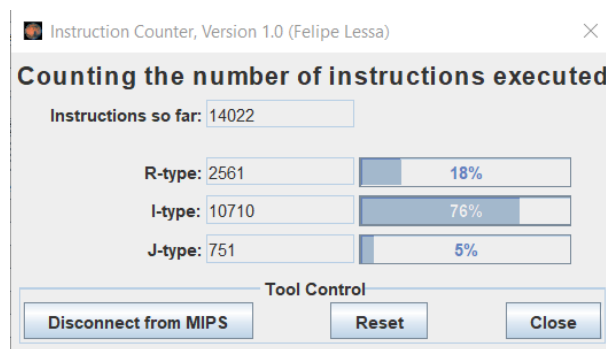 Instruction Counter, Version 1.0 (Felipe Lessa)
Counting the number of instructions executed
Instructions so far: 14022
R-type: 2561 18%
I-type: 10710 76%
J-type: 751 5%
Tool Control
Disconnect from MIPS Reset Close